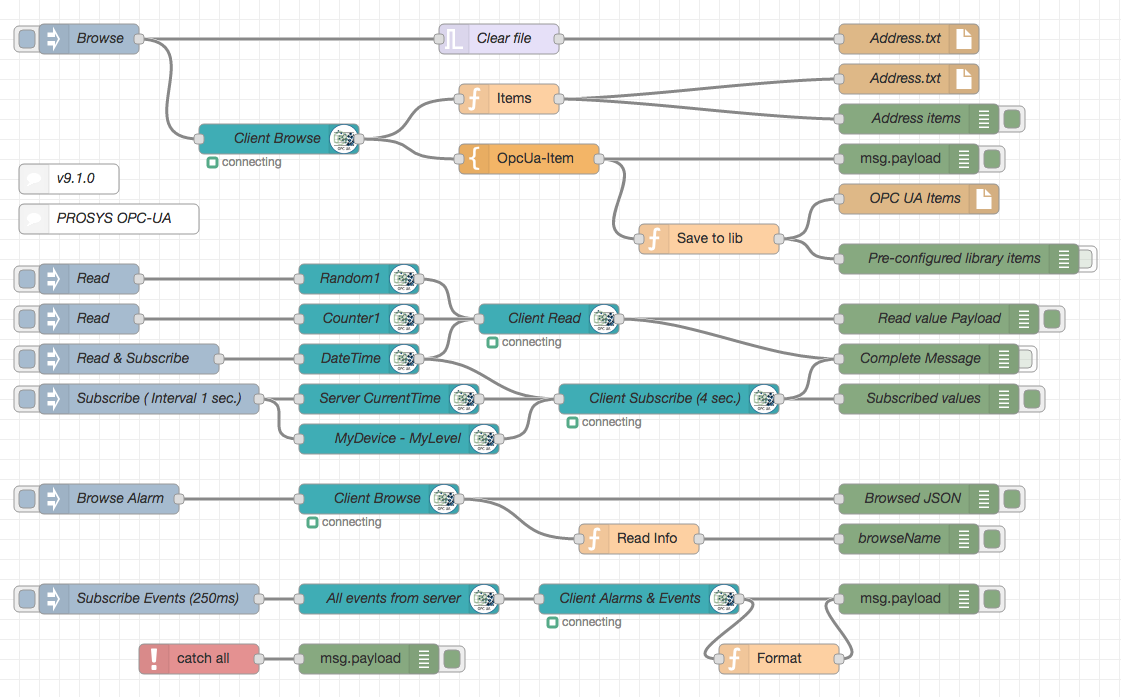 Browse
Clear file
Address.txt
Address.txt
Items
Address items
Client Browse
connecting
OpcUa-Item
msg.payload
v9.1.0
OPC UA Items
PROSYS OPC-UA
Save to lib
Pre-configured library items
Read
Random1
Read
Counter1
Client Read
connecting
Read value Payload
Read & Subscribe
DateTime
Complete Message
Subscribe ( Interval 1 sec.)
Server CurrentTime
Client Subscribe (4 sec.)
connecting
Subscribed values
MyDevice - MyLevel
Browse Alarm
Client Browse
connecting
Browsed JSON
Read Info
browseName
Subscribe Events (250ms)
All events from server
Client Alarms & Events
connecting
msg.payload
catch all
msg.payload
Format